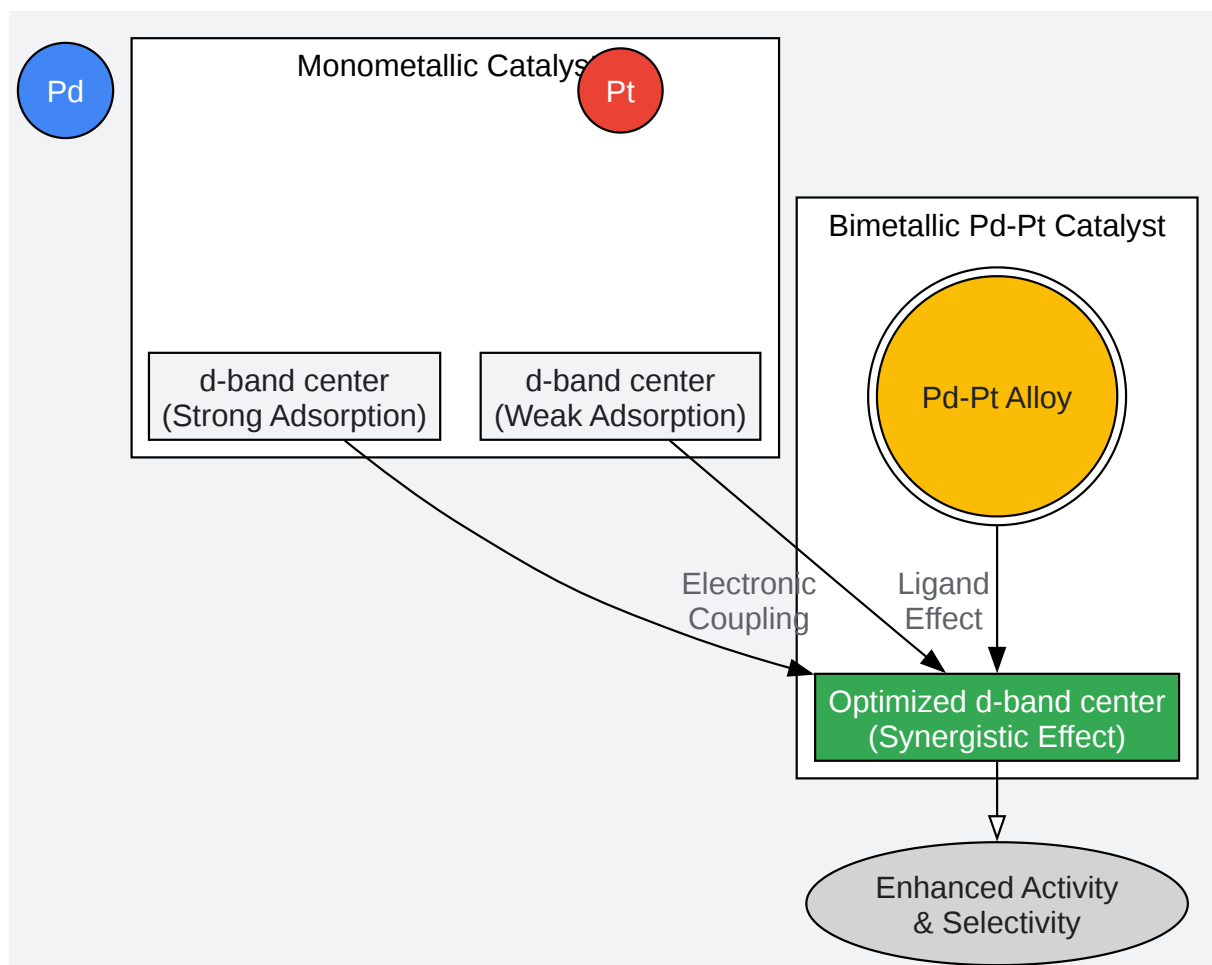 Monometallic Catalys
Pd
Pt
Bimetallic Pd-Pt Catalyst
d-band center
(Strong Adsorption)
d-band center
(Weak Adsorption)
Pd-Pt Alloy
Electronic
Coupling
Ligand
Effect
Optimized d-band center
(Synergistic Effect)
Enhanced Activity
& Selectivity